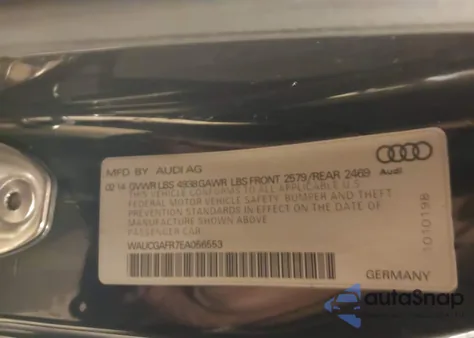 MFD BY AUDI AG
02 14 GVWR LBS 4938 GAWR LBS FRONT 2579 / REAR 2469
THIS VEHICLE CONFORMS TO ALL APPLICABLE U.S.
FEDERAL MOTOR VEHICLE SAFETY, BUMPER AND THEFT
PREVENTION STANDARDS IN EFFECT ON THE DATE OF
MANUFACTURE SHOWN ABOVE
PASSENGER CAR
WAUCGAFR7EA056553
GERMANY
Audi
1010198
autoSnap